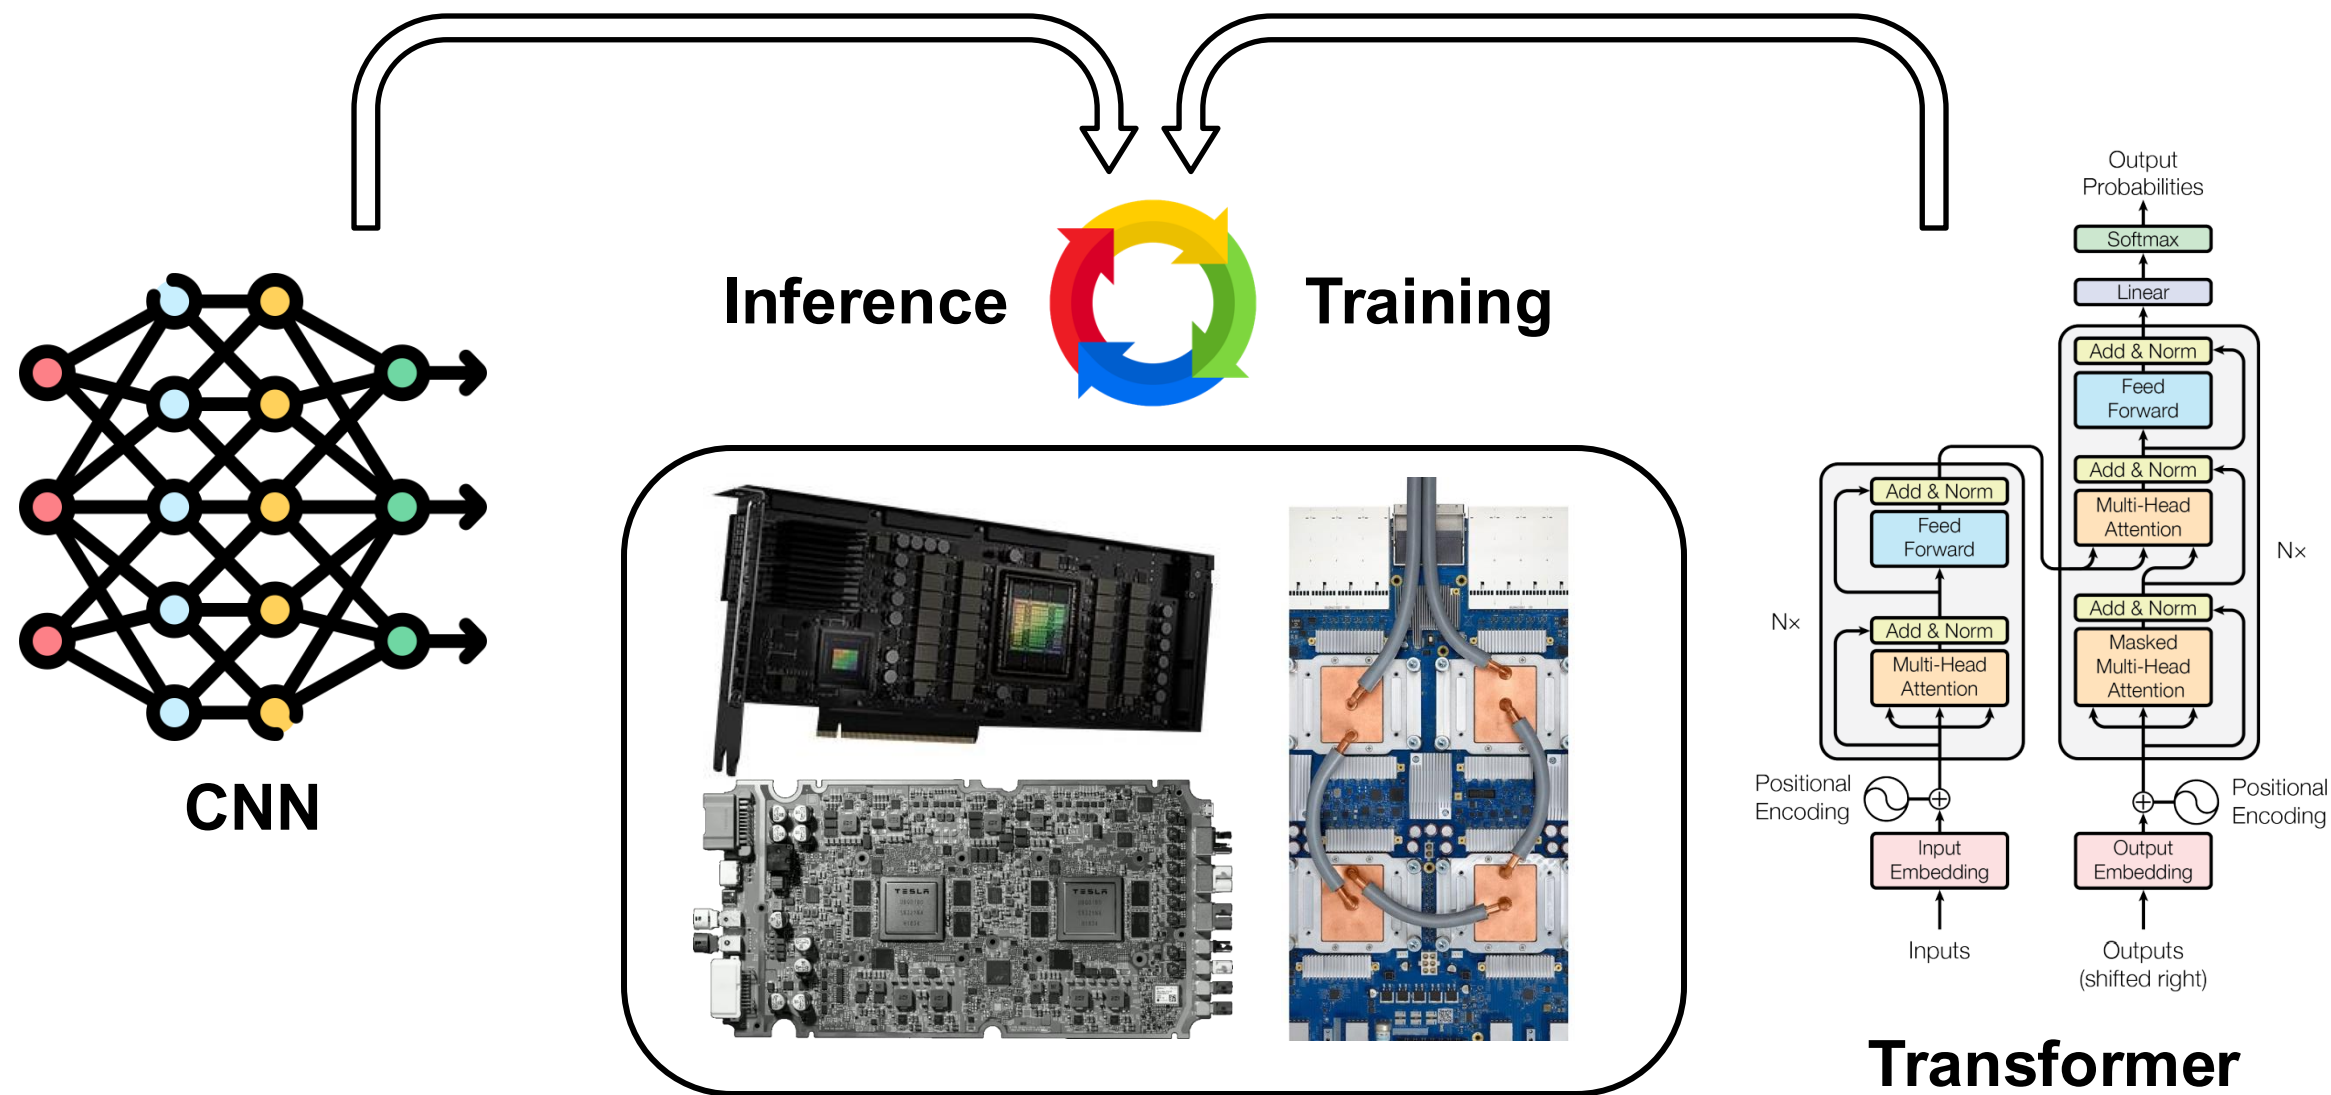 Inference
Training
CNN
TESLA
TESLA
Output
Probabilities
Softmax
Linear
Add & Norm
Feed
Forward
Add & Norm
Multi-Head
Attention
Add & Norm
Masked
Multi-Head
Attention
Nx
Add & Norm
Feed
Forward
Add & Norm
Multi-Head
Attention
Nx
Positional
Encoding
Positional
Encoding
Input
Embedding
Output
Embedding
Inputs
Outputs
(shifted right)
Transformer